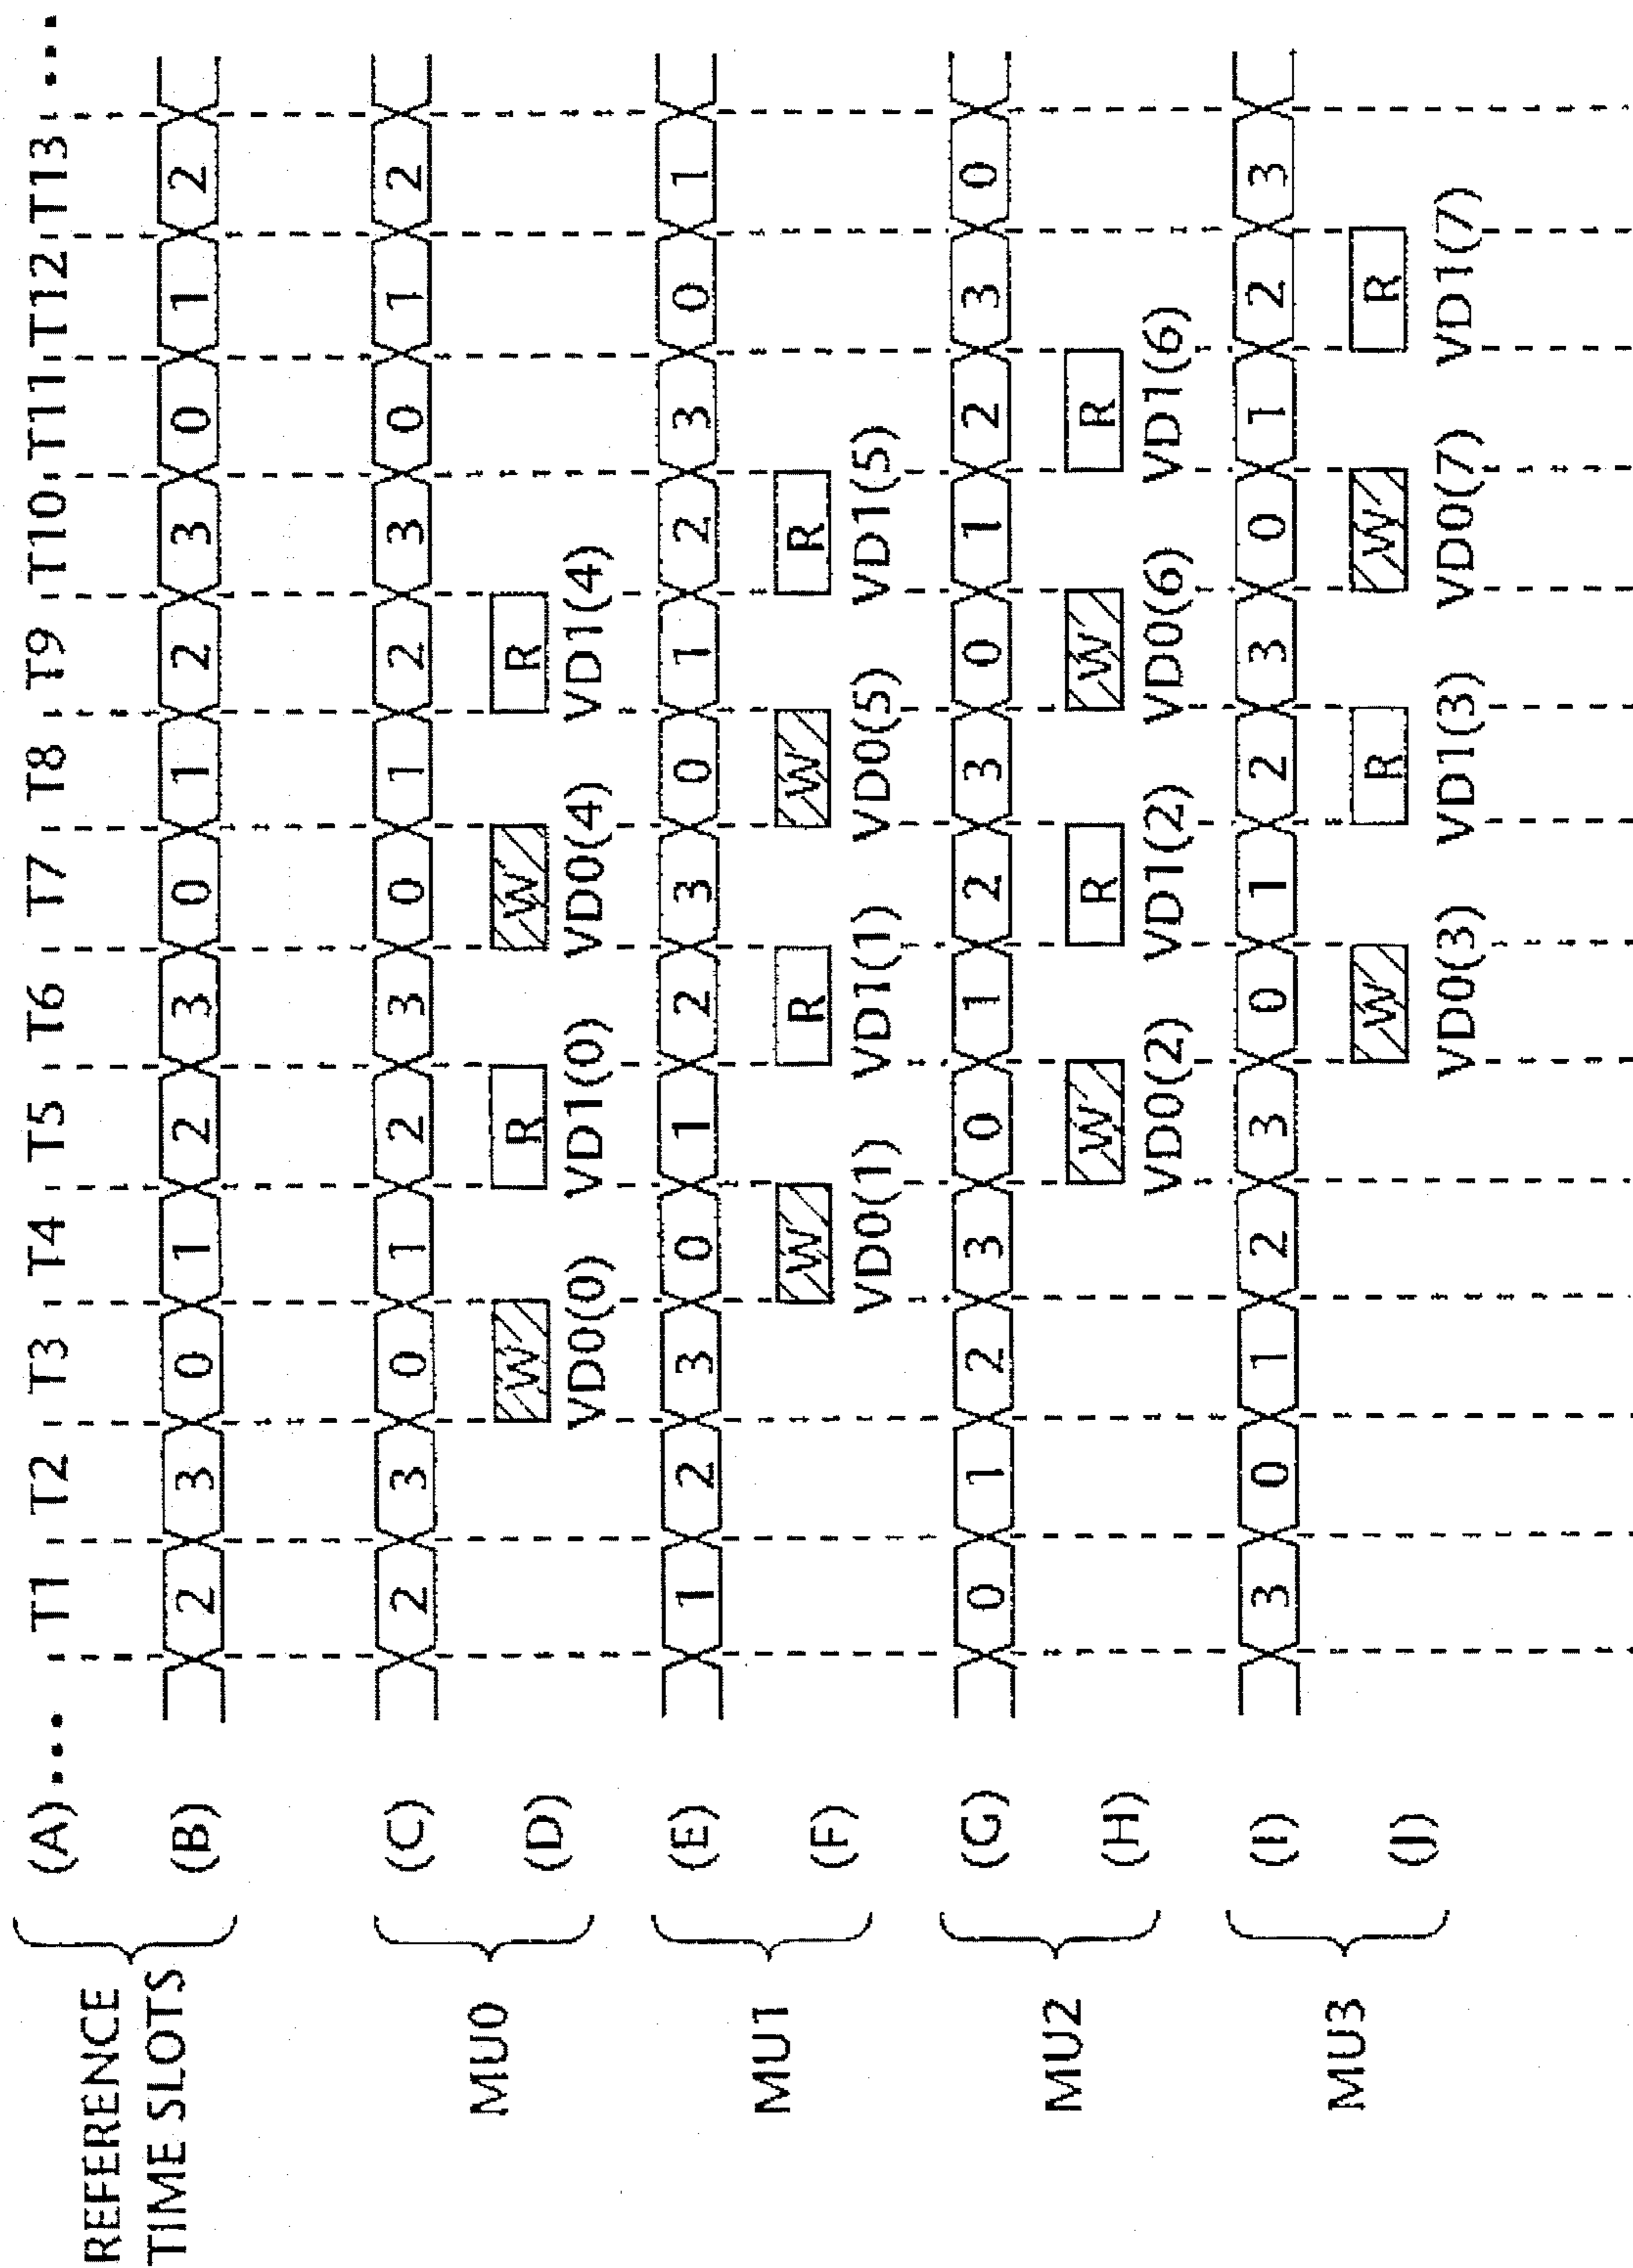 (A) ... T1 T2 T3 T4 T5 T6 T7 T8 T9 T10 T11 T12 T13 ...
REFERENCE
TIME SLOTS
(B) 2 3 0 1 2 3 0 1 2 3 0 1 2
(C) 2 3 0 1 2 3 0 1 2 3 0 1 2
MU0
(D) W R W R
VD0(0) VD1(0) VD0(4) VD1(4)
(E) 1 2 3 0 1 2 3 0 1 2 3 0 1
MU1
(F) W R W R
VD0(1) VD1(1) VD0(5) VD1(5)
(G) 0 1 2 3 0 1 2 3 0 1 2 3 0
MU2
(H) W R W R
VD0(2) VD1(2) VD0(6) VD1(6)
(I) 3 0 1 2 3 0 1 2 3 0 1 2 3
MU3
(J) W R W R
VD0(3) VD1(3) VD0(7) VD1(7)